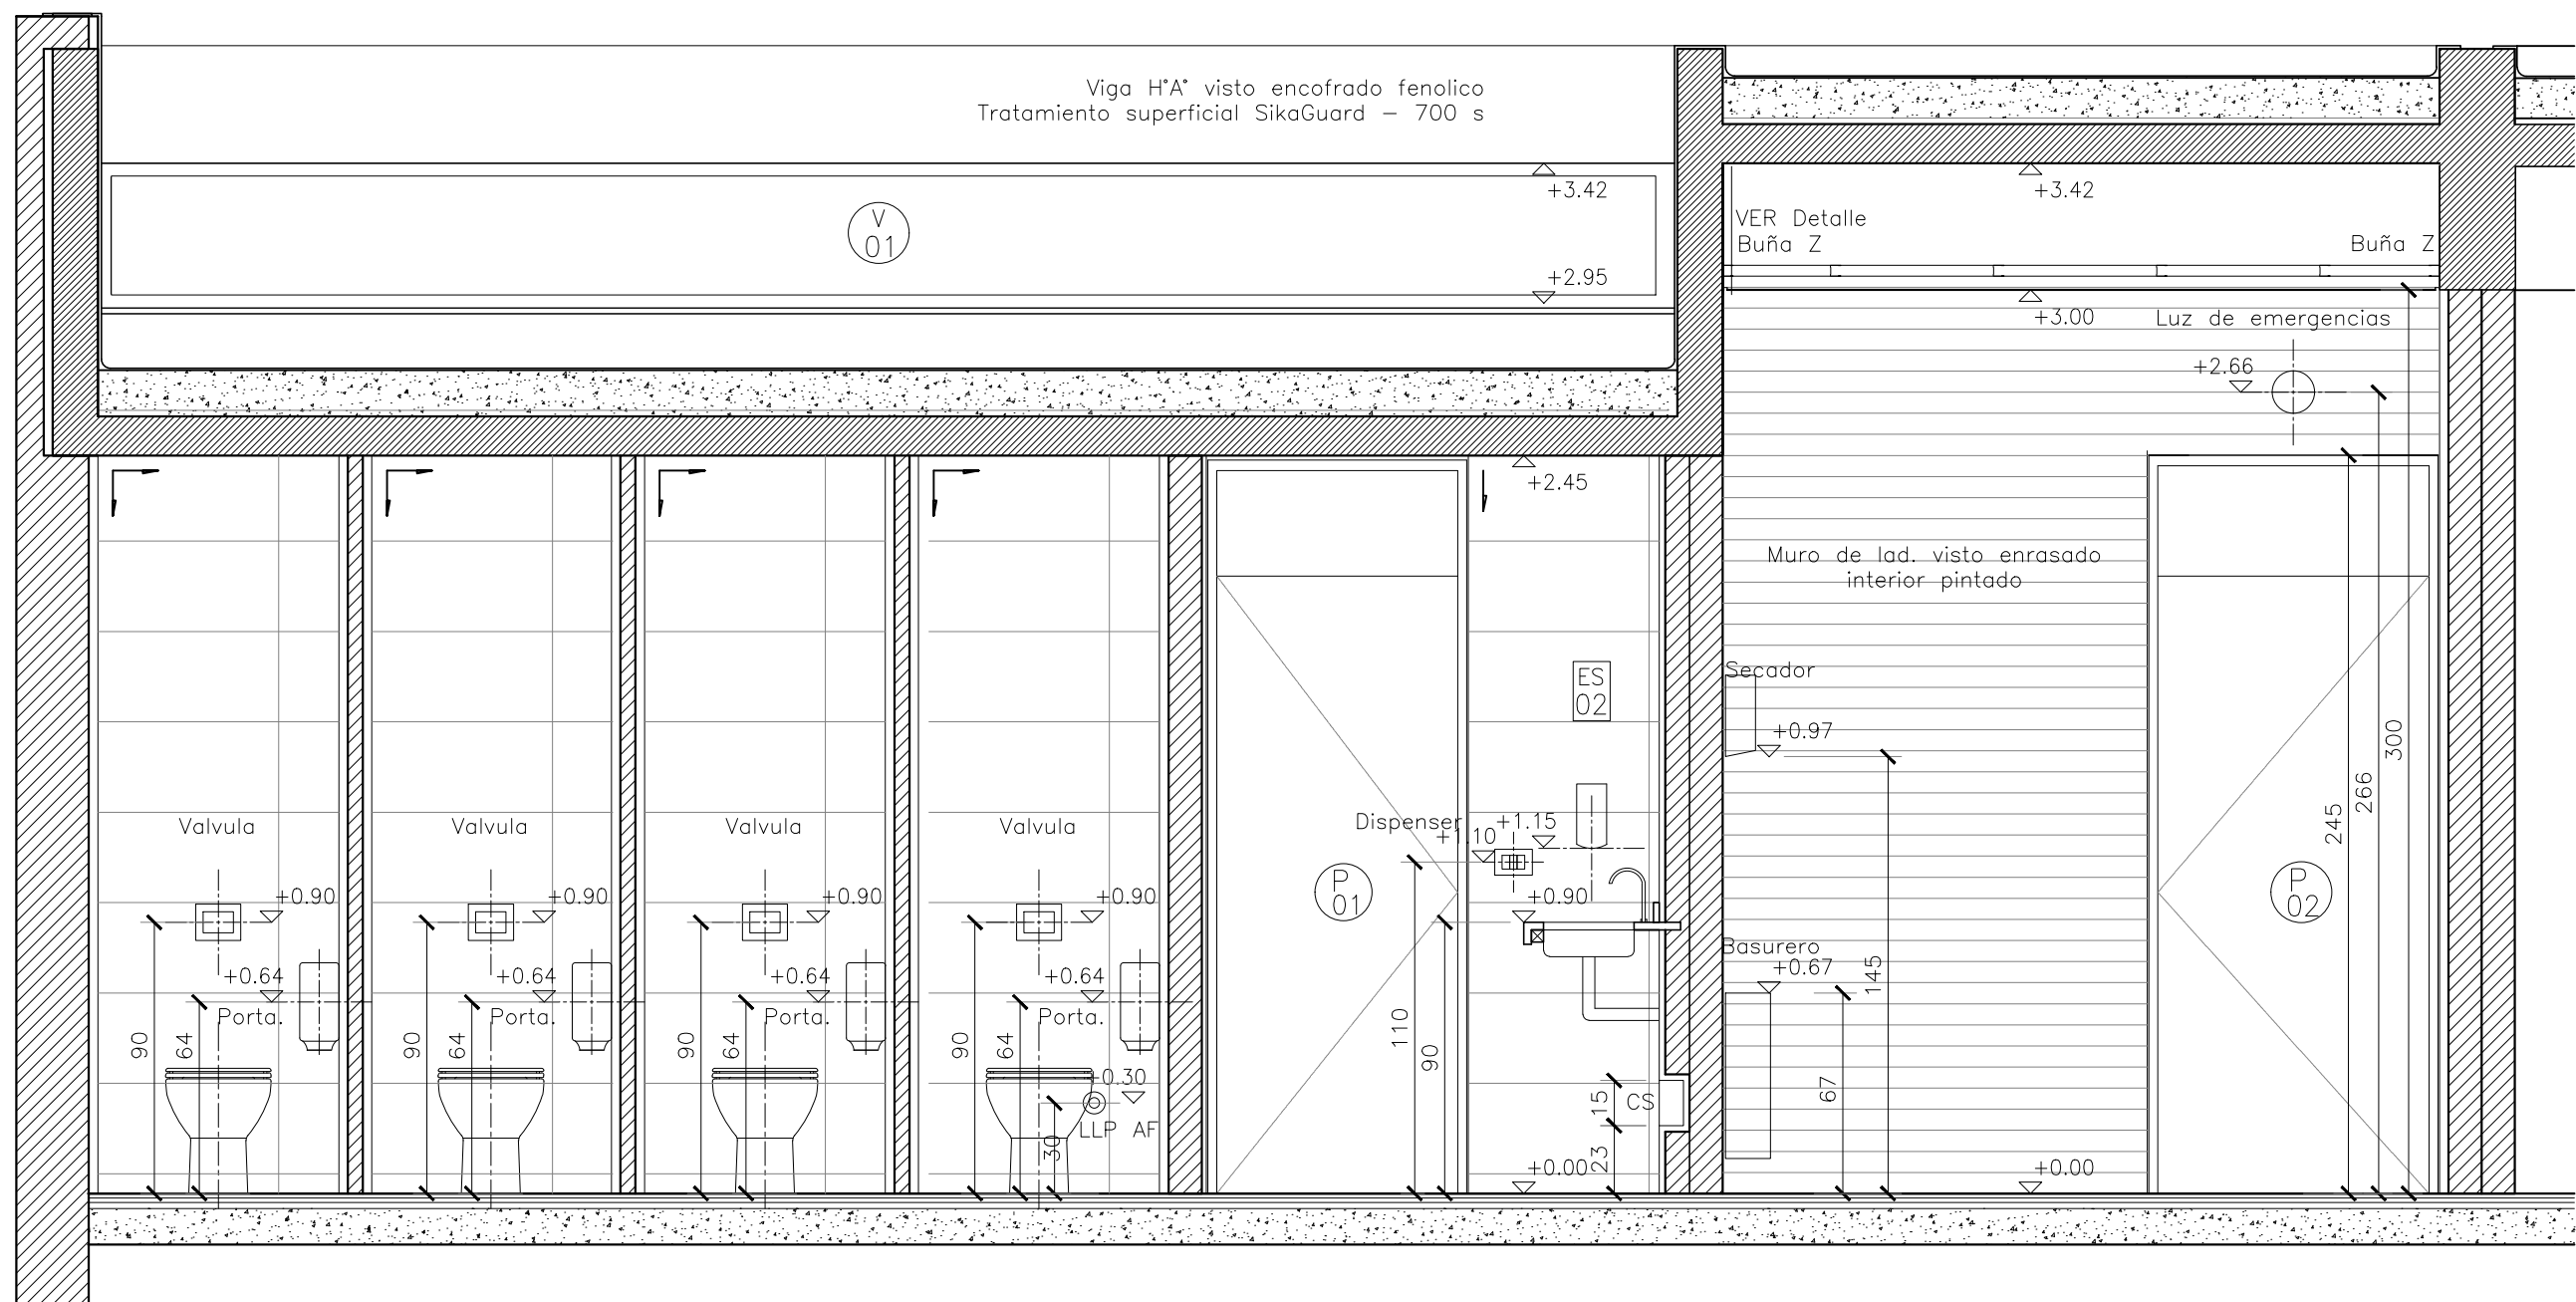 Viga H°A° visto encofrado fenolico
Tratamiento superficial SikaGuard – 700 s
+3.42
V
01
+2.95
+3.42
VER Detalle
Buña Z
Buña Z
+3.00
Luz de emergencias
+2.66
+2.45
Muro de lad. visto enrasado
interior pintado
ES
02
Secador
+0.97
300
266
245
Valvula
Valvula
Valvula
Valvula
Dispenser
+1.15
+1.10
P
01
P
02
+0.90
+0.90
+0.90
+0.90
+0.90
Basurero
+0.67
145
+0.64
+0.64
+0.64
+0.64
Porta.
Porta.
Porta.
Porta.
90
64
90
64
90
64
90
64
110
90
67
+0.30
LLP AF
30
15
CS
23
+0.00
+0.00